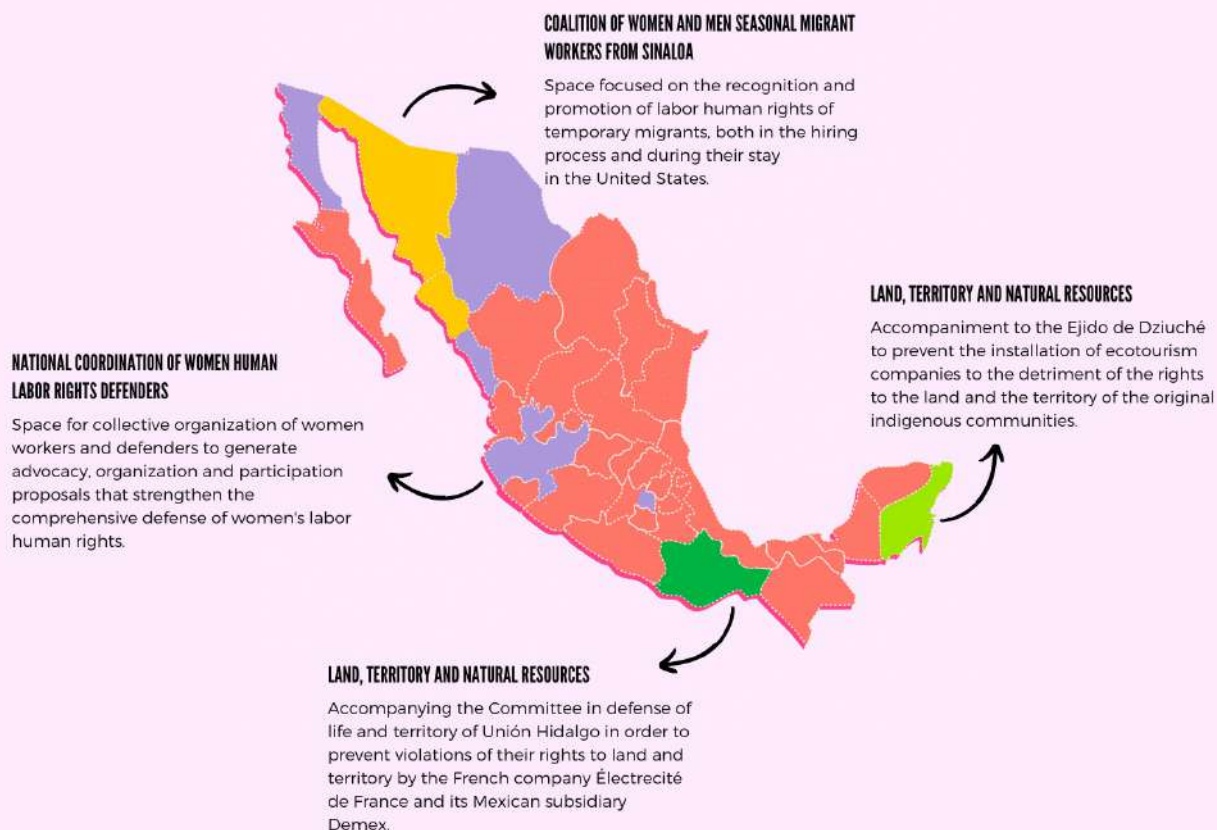 COALITION OF WOMEN AND MEN SEASONAL MIGRANT
WORKERS FROM SINALOA
Space focused on the recognition and
promotion of labor human rights of
temporary migrants, both in the hiring
process and during their stay
in the United States.
LAND, TERRITORY AND NATURAL RESOURCES
Accompaniment to the Ejido de Dziuché
to prevent the installation of ecotourism
companies to the detriment of the rights
to the land and the territory of the original
indigenous communities.
NATIONAL COORDINATION OF WOMEN HUMAN
LABOR RIGHTS DEFENDERS
Space for collective organization of women
workers and defenders to generate
advocacy, organization and participation
proposals that strengthen the
comprehensive defense of women's labor
human rights.
LAND, TERRITORY AND NATURAL RESOURCES
Accompanying the Committee in defense of
life and territory of Unión Hidalgo in order to
prevent violations of their rights to land and
territory by the French company Électrecité
de France and its Mexican subsidiary
Demex.